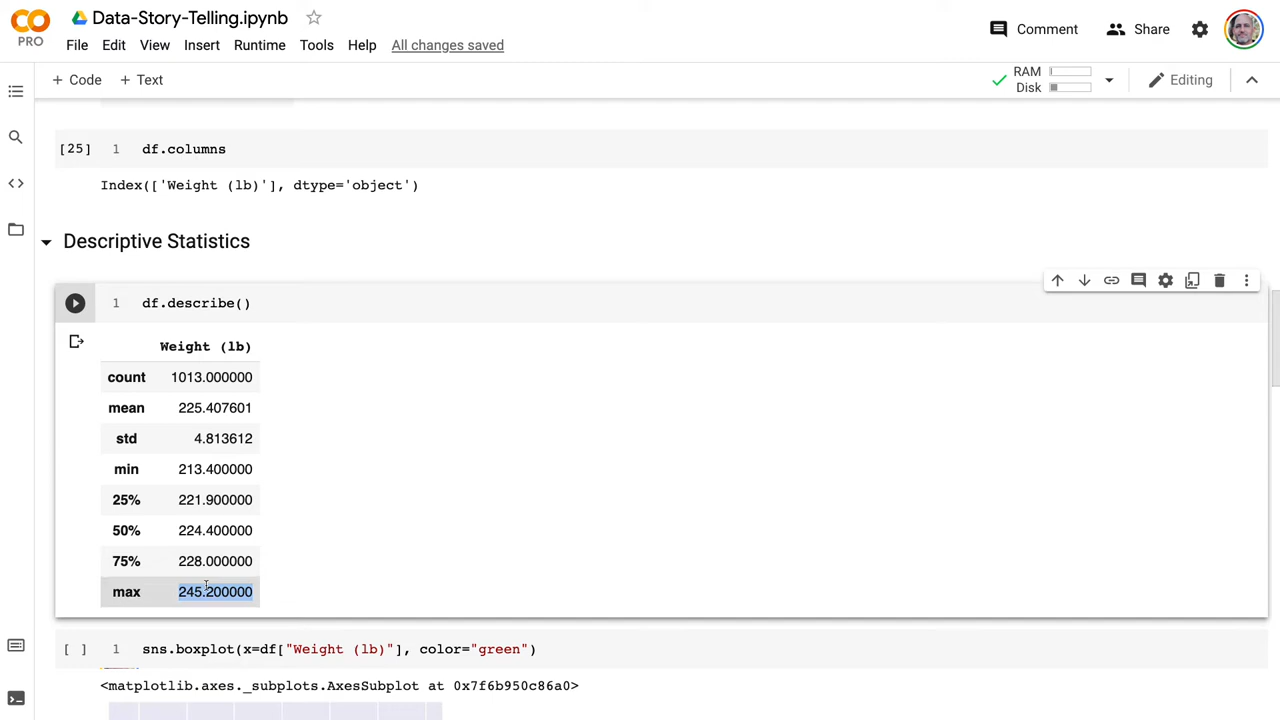 CO
PRO
Data-Story-Telling.ipynb
File Edit View Insert Runtime Tools Help All changes saved
Comment Share
+ Code + Text
RAM
Disk
Editing
[25] 1 df.columns
Index(['Weight (lb)'], dtype='object')
Descriptive Statistics
1 df.describe()
Weight (lb)
count 1013.000000
mean 225.407601
std 4.813612
min 213.400000
25% 221.900000
50% 224.400000
75% 228.000000
max 245.200000
[ ] 1 sns.boxplot(x=df["Weight (lb)"], color="green")
<matplotlib.axes._subplots.AxesSubplot at 0x7f6b950c86a0>